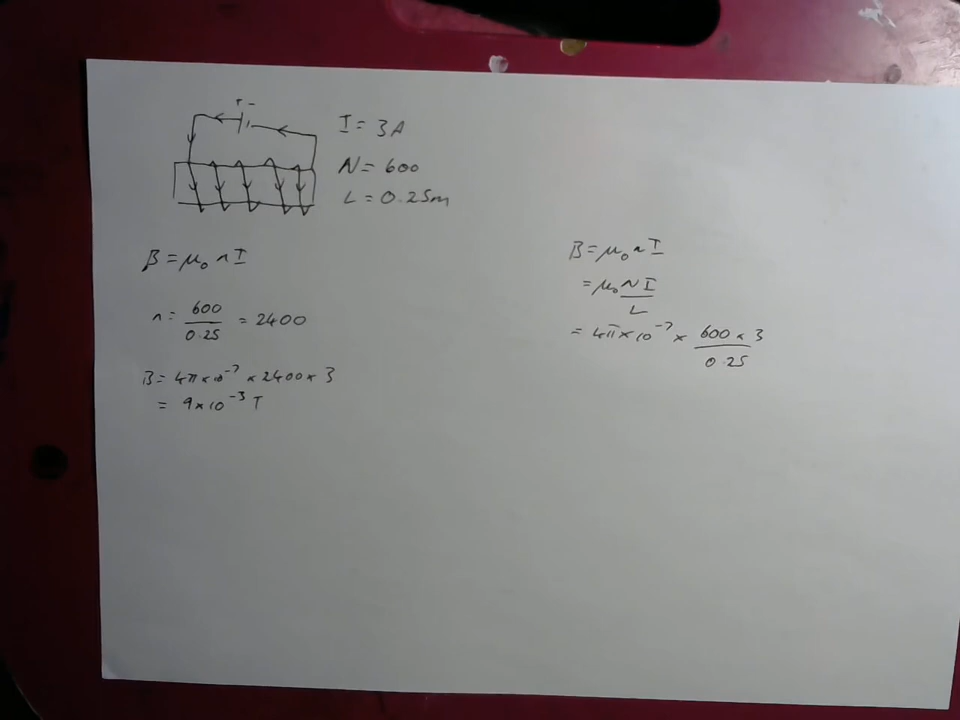 + -
I = 3A
N = 600
L = 0.25m
B = μ₀ n I
n = 600/0.25 = 2400
B = 4π × 10⁻⁷ × 2400 × 3
= 9 × 10⁻³ T
B = μ₀ n I
= μ₀ N I/L
= 4π × 10⁻⁷ × 600 × 3/0.25